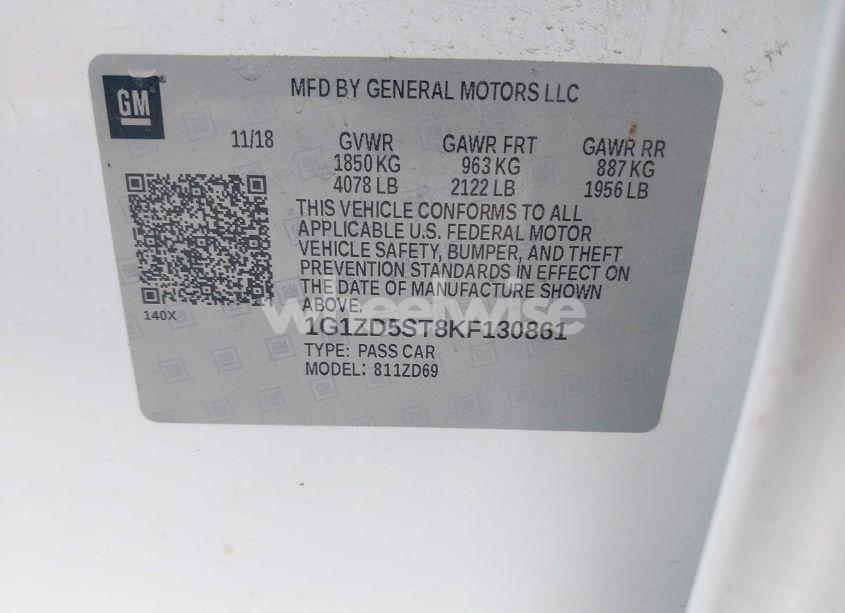 GM
MFD BY GENERAL MOTORS LLC
11/18 GVWR GAWR FRT GAWR RR
1850 KG 963 KG 887 KG
4078 LB 2122 LB 1956 LB
THIS VEHICLE CONFORMS TO ALL
APPLICABLE U.S. FEDERAL MOTOR
VEHICLE SAFETY, BUMPER, AND THEFT
PREVENTION STANDARDS IN EFFECT ON
THE DATE OF MANUFACTURE SHOWN
ABOVE.
140X
wheelwise
1G1ZD5ST8KF130861
TYPE: PASS CAR
MODEL: 811ZD69